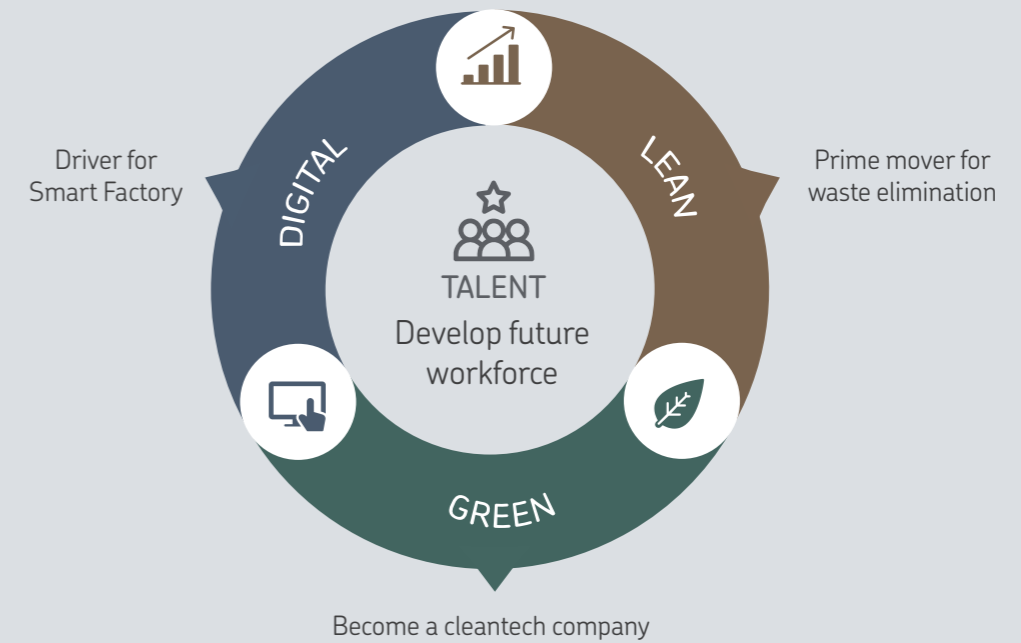 DIGITAL
LEAN
Driver for
Smart Factory
Prime mover for
waste elimination
TALENT
Develop future
workforce
GREEN
Become a cleantech company